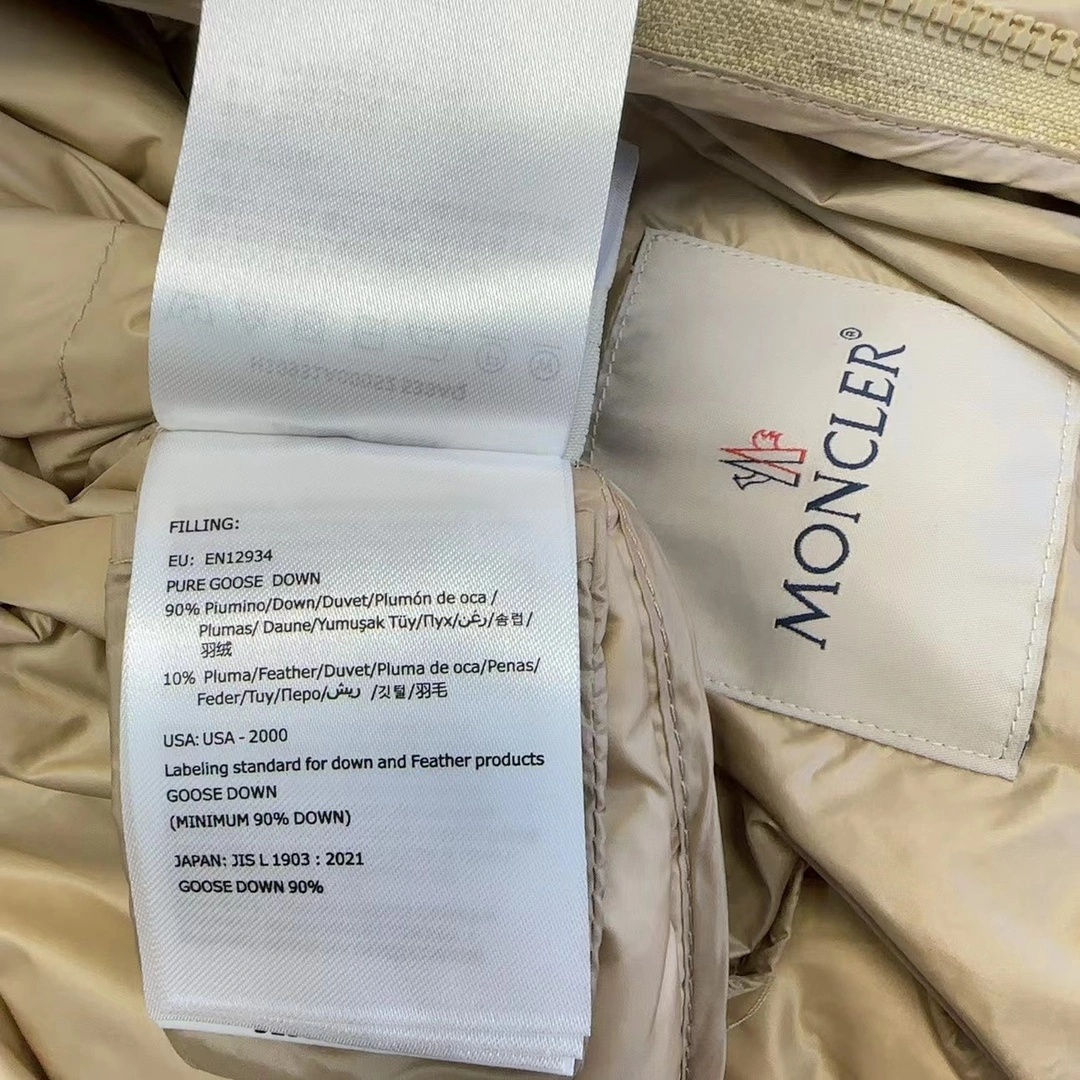 FILLING:
EU: EN12934
PURE GOOSE DOWN
90% Piumino/Down/Duvet/Plumón de oca /
Plumas/ Daune/Yumuşak Tüy/Пух/رغن/솜털/
羽绒
10% Pluma/Feather/Duvet/Pluma de oca/Penas/
Feder/Tuy/Перо/ريش /깃털/羽毛
USA: USA - 2000
Labeling standard for down and Feather products
GOOSE DOWN
(MINIMUM 90% DOWN)
JAPAN: JIS L 1903 : 2021
GOOSE DOWN 90%
MONCLER®